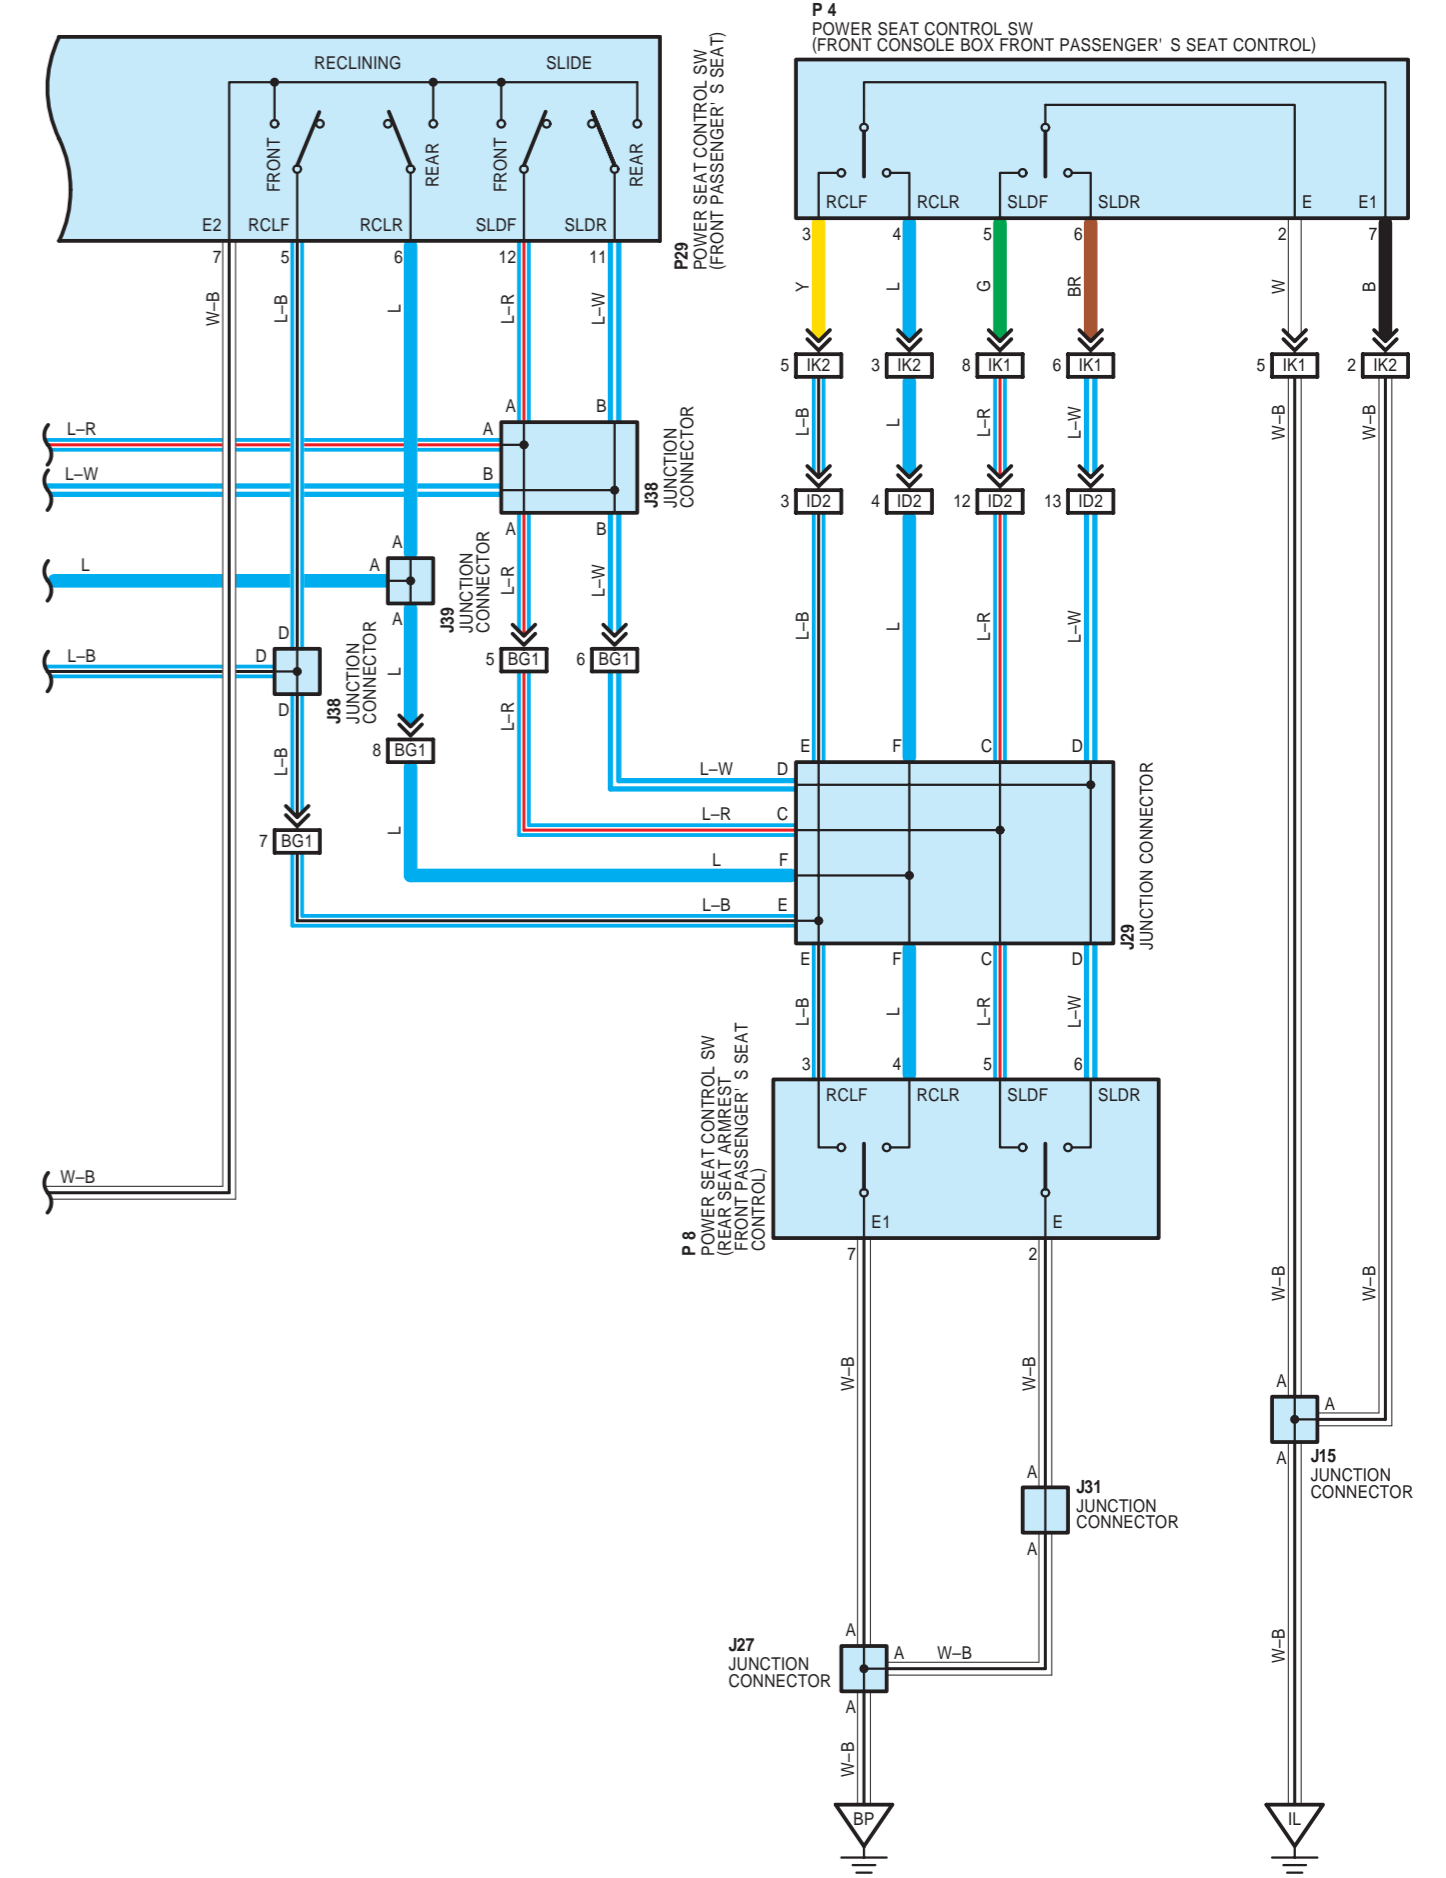 P 4
POWER SEAT CONTROL SW
(FRONT CONSOLE BOX FRONT PASSENGER' S SEAT CONTROL)
RECLINING SLIDE
FRONT REAR FRONT REAR
E2 RCLF RCLR SLDF SLDR
P29
POWER SEAT CONTROL SW
(FRONT PASSENGER' S SEAT)
RCLF RCLR SLDF SLDR E E1
7 5 6 12 11
3 4 5 6 2 7
W–B L–B L L–R L–W
Y L G BR W B
5 IK2 3 IK2 8 IK1 6 IK1 5 IK1 2 IK2
A B
L–R A
L–W B
J38
JUNCTION
CONNECTOR
L–B L L–R L–W W–B W–B
3 ID2 4 ID2 12 ID2 13 ID2
A B
A
L A
A
J39
JUNCTION
CONNECTOR
L–R L–W
L–B L L–R L–W
D
L–B D
D
J38
JUNCTION
CONNECTOR
L
5 BG1 6 BG1
L–R
L–B
8 BG1
7 BG1
L
E F C D
L–W D
L–R C
L F
L–B E
J29
JUNCTION CONNECTOR
E F C D
L–B L L–R L–W
3 4 5 6
RCLF RCLR SLDF SLDR
P 8
POWER SEAT CONTROL SW
(REAR SEAT ARMREST
FRONT PASSENGER' S SEAT
CONTROL)
E1 E
W–B
7 2
W–B W–B
W–B W–B
A
A
A
J15
JUNCTION
CONNECTOR
A
J31
JUNCTION
CONNECTOR
A
A
J27
JUNCTION
CONNECTOR
A W–B
A
W–B
W–B
BP
IL